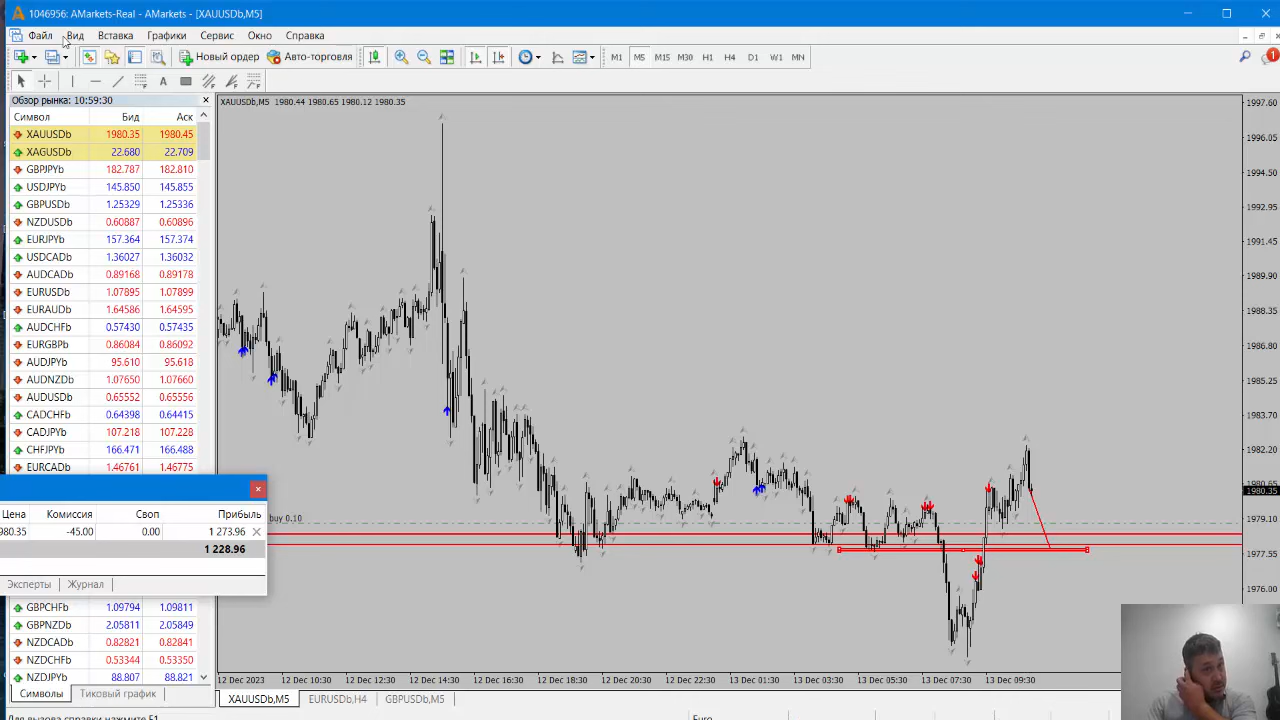 1046956: AMarkets-Real - AMarkets - [XAUUSDb,M5]
Файл Вид Вставка Графики Сервис Окно Справка
Новый ордер Авто-торговля M1 M5 M15 M30 H1 H4 D1 W1 MN
A
Обзор рынка: 10:59:30
Символ Бид Аск
XAUUSDb 1980.35 1980.45
XAGUSDb 22.680 22.709
GBPJPYb 182.787 182.810
USDJPYb 145.850 145.855
GBPUSDb 1.25329 1.25336
NZDUSDb 0.60887 0.60896
EURJPYb 157.364 157.374
USDCADb 1.36027 1.36032
AUDCADb 0.89168 0.89178
EURUSDb 1.07895 1.07899
EURAUDb 1.64586 1.64595
AUDCHFb 0.57430 0.57435
EURGBPb 0.86084 0.86092
AUDJPYb 95.610 95.618
AUDNZDb 1.07650 1.07660
AUDUSDb 0.65552 0.65556
CADCHFb 0.64398 0.64415
CADJPYb 107.218 107.228
CHFJPYb 166.471 166.488
EURCADb 1.46761 1.46775
Цена Комиссия Своп Прибыль
980.35 -45.00 0.00 1 273.96
1 228.96
Эксперты Журнал
GBPCHFb 1.09794 1.09811
GBPNZDb 2.05849 2.05849
NZDCADb 0.82821 0.82841
NZDCHFb 0.53344 0.53350
NZDJPYb 88.807 88.821
Символы Тиковый график
XAUUSDb,M5 1980.44 1980.65 1980.12 1980.35
buy 0.10
1997.60
1996.05
1994.50
1992.95
1991.45
1989.90
1988.35
1986.80
1985.25
1983.70
1982.20
1980.65
1980.35
1979.10
1977.55
1976.00
12 Dec 2023 12 Dec 12:30 12 Dec 14:30 12 Dec 16:30 12 Dec 18:30 12 Dec 20:30 12 Dec 22:30 13 Dec 01:30 13 Dec 03:30 13 Dec 05:30 13 Dec 07:30 13 Dec 09:30
XAUUSDb,M5 EURUSDb,H4 GBPUSDb,M5
Для вызова справки нажмите F1 Euro